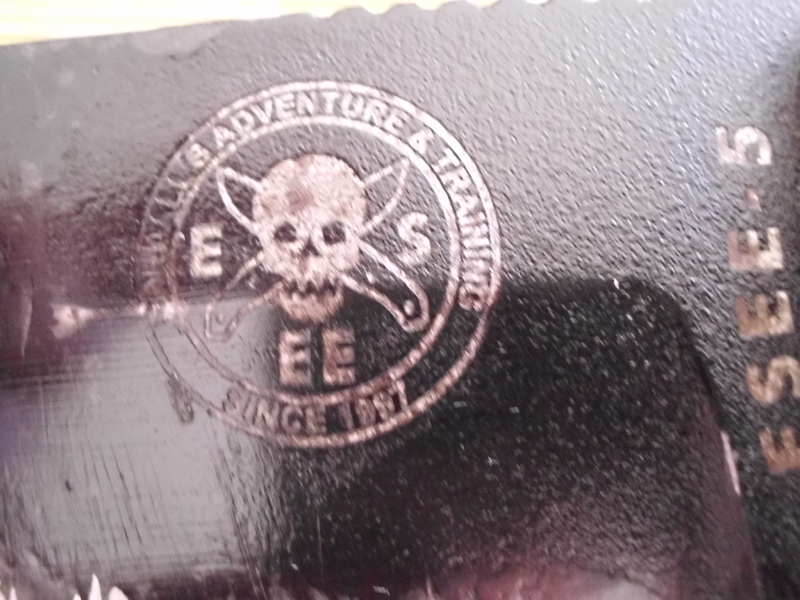 ADVENTURE & TRAINING
E S
EE
SINCE 1997
ESEE-5